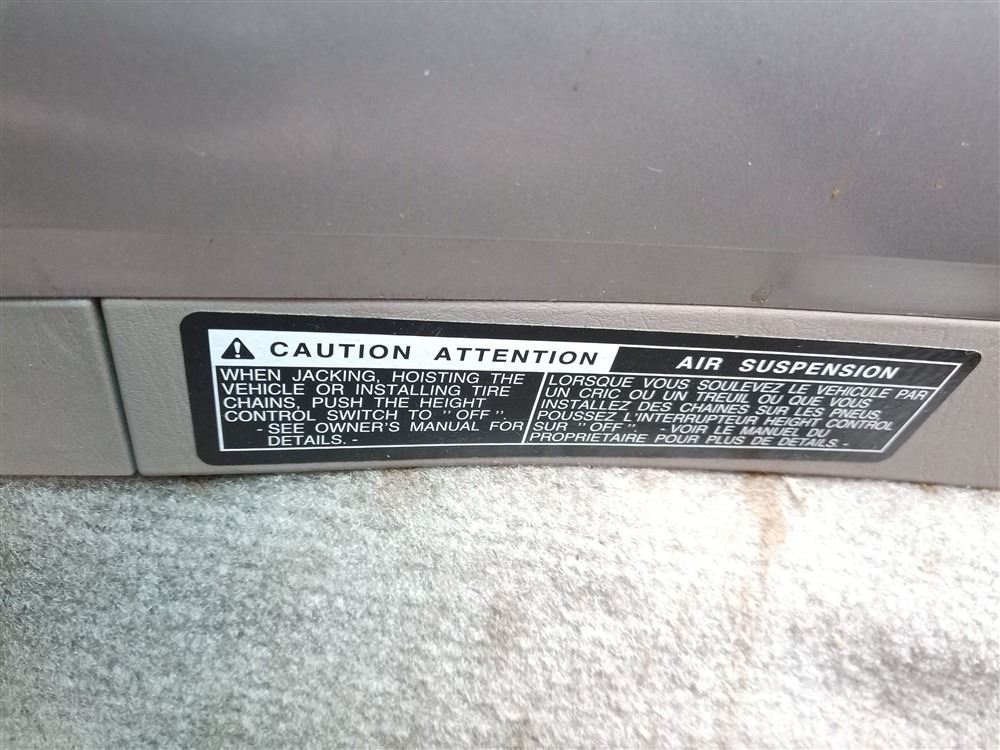 CAUTION ATTENTION
AIR SUSPENSION
WHEN JACKING, HOISTING THE
VEHICLE OR INSTALLING TIRE
CHAINS, PUSH THE HEIGHT
CONTROL SWITCH TO "OFF".
- SEE OWNER'S MANUAL FOR
DETAILS. -
LORSQUE VOUS SOULEVEZ LE VEHICULE PAR
UN CRIC OU UN TREUIL OU QUE VOUS
INSTALLEZ DES CHAINES SUR LES PNEUS,
POUSSEZ L'INTERRUPTEUR HEIGHT CONTROL
SUR "OFF". - VOIR LE MANUEL DU
PROPRIETAIRE POUR PLUS DE DETAILS. -